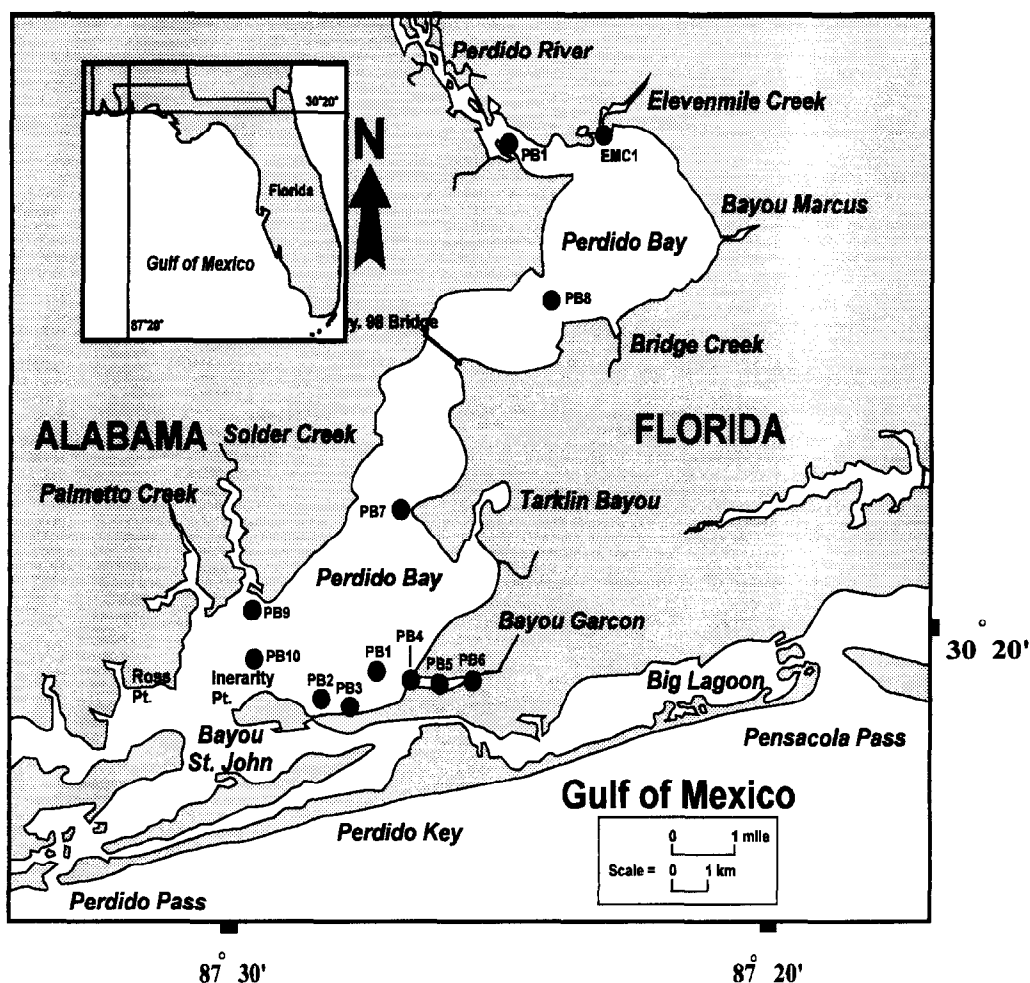 Perdido River
Elevenmile Creek
30°20'
N
PB1
EMC1
Florida
Bayou Marcus
Perdido Bay
Gulf of Mexico
PB8
87°20'
y. 98 Bridge
Bridge Creek
ALABAMA
Solder Creek
FLORIDA
Palmetto Creek
Tarklin Bayou
PB7
Perdido Bay
PB9
Bayou Garcon
PB4
30° 20'
PB10
PB1
PB5
PB6
Ross
Pt.
Inerarity
Pt.
PB2
PB3
Big Lagoon
Bayou
St. John
Pensacola Pass
Gulf of Mexico
Perdido Key
0 1 mile
Scale = 0 1 km
Perdido Pass
87° 30'
87° 20'